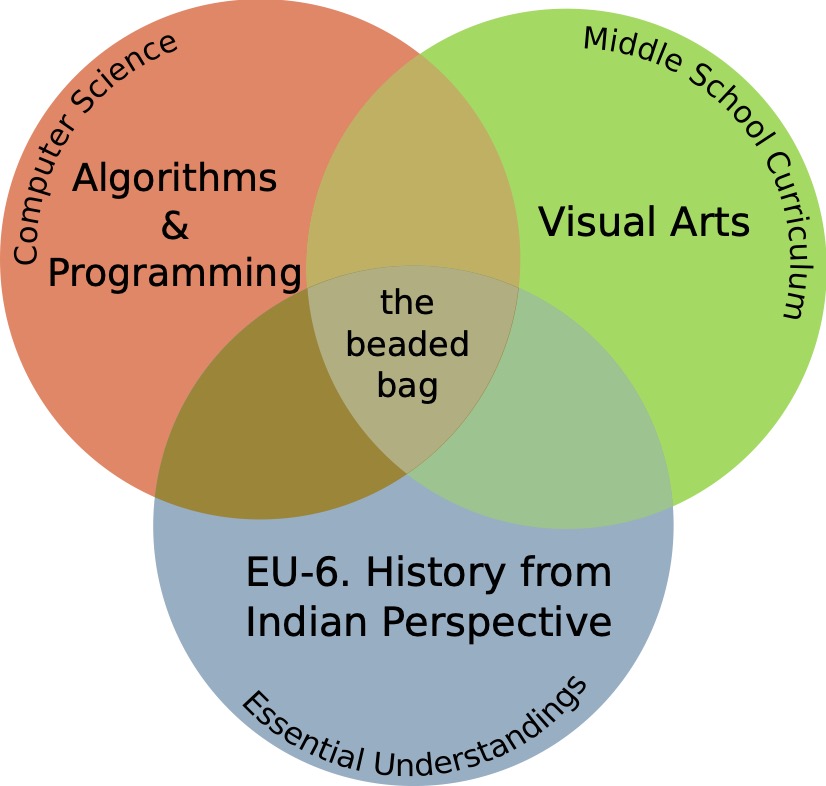 Computer Science
Algorithms
&
Programming
Middle School Curriculum
Visual Arts
the
beaded
bag
EU-6. History from
Indian Perspective
Essential Understandings